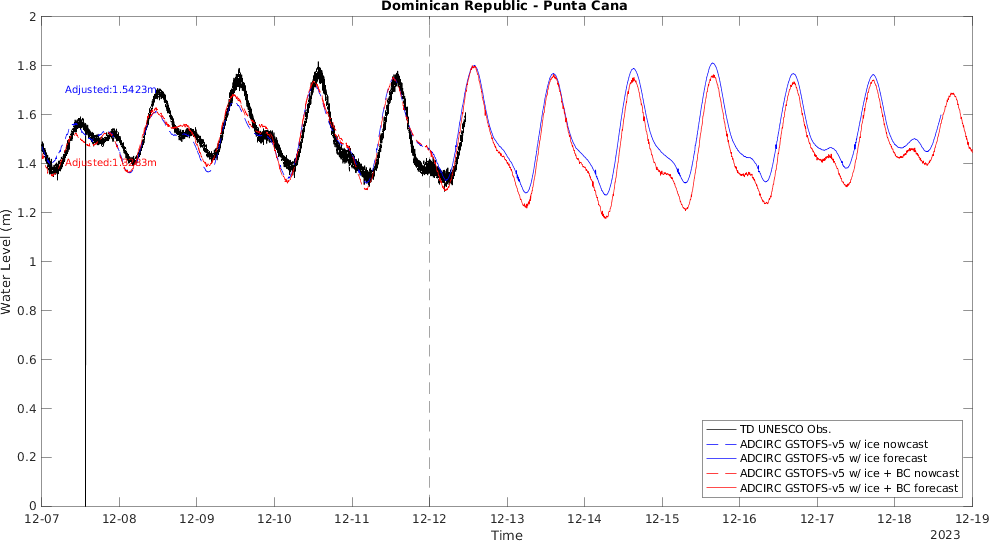 Dominican Republic - Punta Cana
2
1.8
1.6
1.4
1.2
1
0.8
0.6
0.4
0.2
0
Water Level (m)
Adjusted:1.5423m
TD UNESCO Obs.
ADCIRC GSTOFS-v5 w/ ice nowcast
ADCIRC GSTOFS-v5 w/ ice forecast
ADCIRC GSTOFS-v5 w/ ice + BC nowcast
ADCIRC GSTOFS-v5 w/ ice + BC forecast
12-07 12-08 12-09 12-10 12-11 12-12 12-13 12-14 12-15 12-16 12-17 12-18 12-19
Time
2023